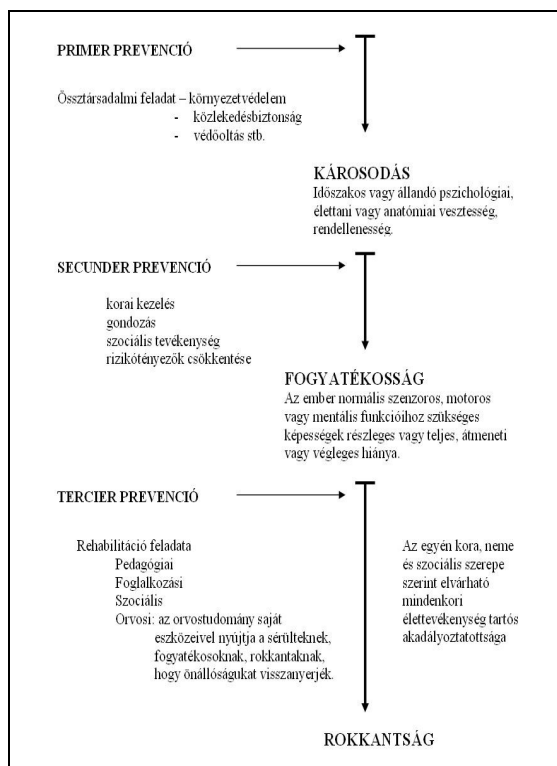 PRIMER PREVENCIÓ
Össztársadalmi feladat – környezetvédelem
- közlekedésbiztonság
- védőoltás stb.
KÁROSODÁS
Időszakos vagy állandó pszichológiai,
élettani vagy anatómiai vesztesség,
rendellenesség.
SECUNDER PREVENCIÓ
korai kezelés
gondozás
szociális tevékenység
rizikótényezők csökkentése
FOGYATÉKOSSÁG
Az ember normális szenzoros, motoros
vagy mentális funkcióihoz szükséges
képességek részleges vagy teljes, átmeneti
vagy végleges hiánya.
TERCIER PREVENCIÓ
Rehabilitáció feladata
Pedagógiai
Foglalkozási
Szociális
Orvosi: az orvostudomány saját
eszközeivel nyújtja a sérülteknek,
fogyatékosoknak, rokkantaknak,
hogy önállóságukat visszanyerjék.
Az egyén kora, neme
és szociális szerepe
szerint elvárható
mindenkori
élettevékenység tartós
akadályoztatottsága
ROKKANTSÁG